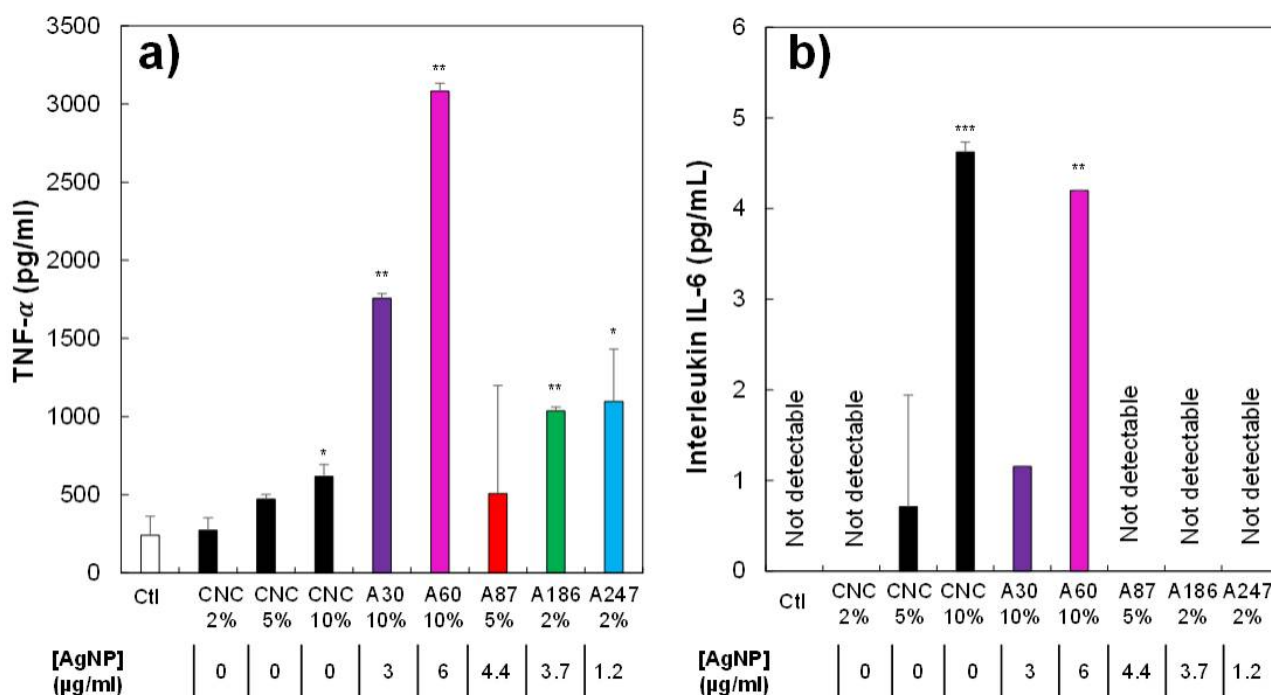 a)
TNF-α (pg/ml)
3500
3000
2500
2000
1500
1000
500
0
*
**
**
**
*
Ctl CNC CNC CNC A30 A60 A87 A186 A247
2% 5% 10% 10% 10% 5% 2% 2%
[AgNP] 0 0 0 3 6 4.4 3.7 1.2
(µg/ml)
b)
Interleukin IL-6 (pg/mL)
6
5
4
3
2
1
0
Not detectable
Not detectable
***
**
Not detectable
Not detectable
Not detectable
Ctl CNC CNC CNC A30 A60 A87 A186 A247
2% 5% 10% 10% 10% 5% 2% 2%
[AgNP] 0 0 0 3 6 4.4 3.7 1.2
(µg/ml)